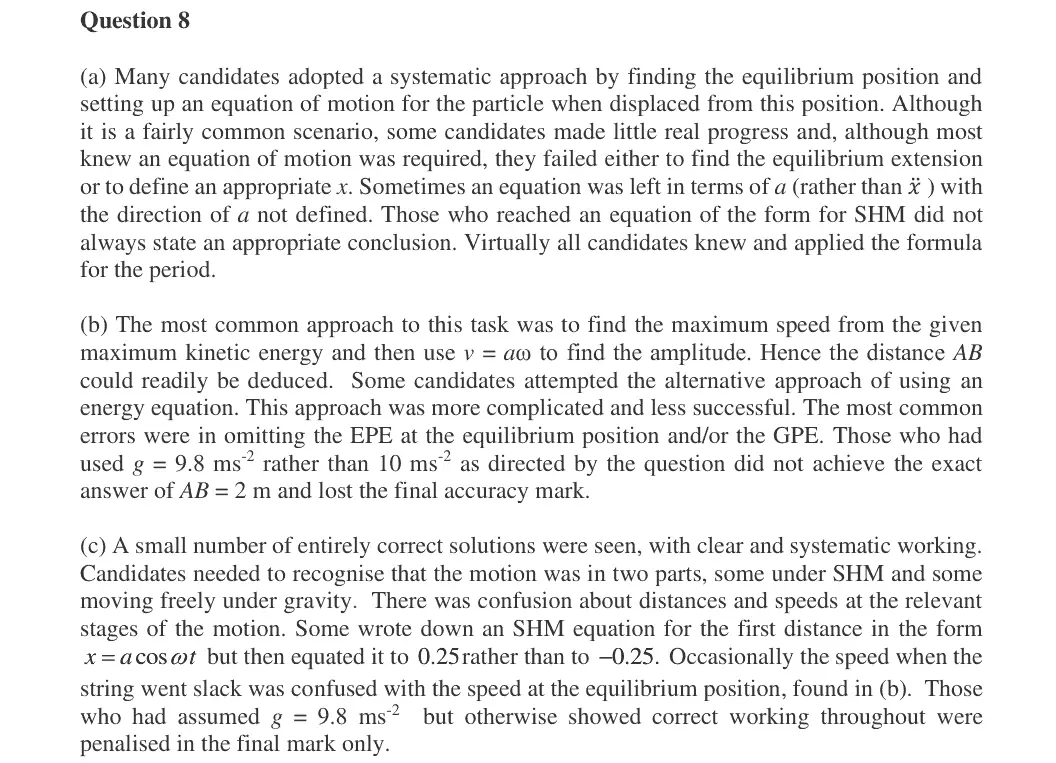 Question 8
(a) Many candidates adopted a systematic approach by finding the equilibrium position and
setting up an equation of motion for the particle when displaced from this position. Although
it is a fairly common scenario, some candidates made little real progress and, although most
knew an equation of motion was required, they failed either to find the equilibrium extension
or to define an appropriate x. Sometimes an equation was left in terms of a (rather than ẍ ) with
the direction of a not defined. Those who reached an equation of the form for SHM did not
always state an appropriate conclusion. Virtually all candidates knew and applied the formula
for the period.
(b) The most common approach to this task was to find the maximum speed from the given
maximum kinetic energy and then use v = aω to find the amplitude. Hence the distance AB
could readily be deduced. Some candidates attempted the alternative approach of using an
energy equation. This approach was more complicated and less successful. The most common
errors were in omitting the EPE at the equilibrium position and/or the GPE. Those who had
used g = 9.8 ms⁻² rather than 10 ms⁻² as directed by the question did not achieve the exact
answer of AB = 2 m and lost the final accuracy mark.
(c) A small number of entirely correct solutions were seen, with clear and systematic working.
Candidates needed to recognise that the motion was in two parts, some under SHM and some
moving freely under gravity. There was confusion about distances and speeds at the relevant
stages of the motion. Some wrote down an SHM equation for the first distance in the form
x = a cos ωt but then equated it to 0.25 rather than to −0.25. Occasionally the speed when the
string went slack was confused with the speed at the equilibrium position, found in (b). Those
who had assumed g = 9.8 ms⁻² but otherwise showed correct working throughout were
penalised in the final mark only.